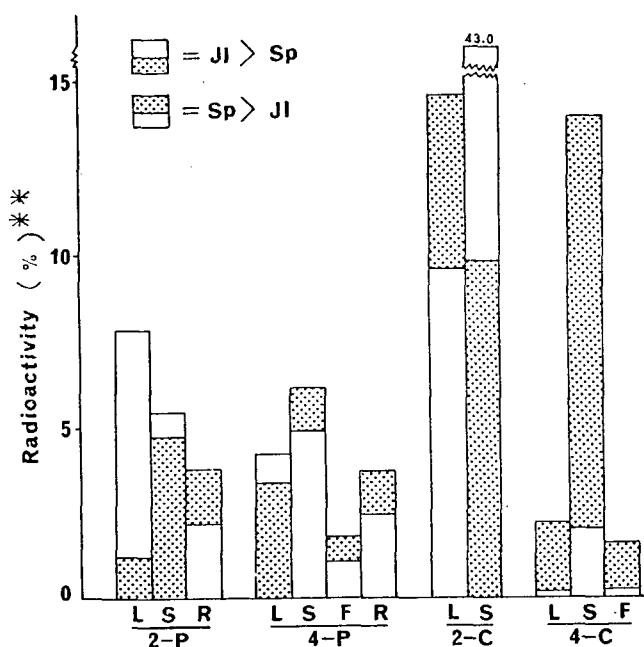 43.0
= Jl > Sp
= Sp > Jl
15
10
5
0
Radioactivity (%)**
L S R L S F R L S L S F
2-P 4-P 2-C 4-C